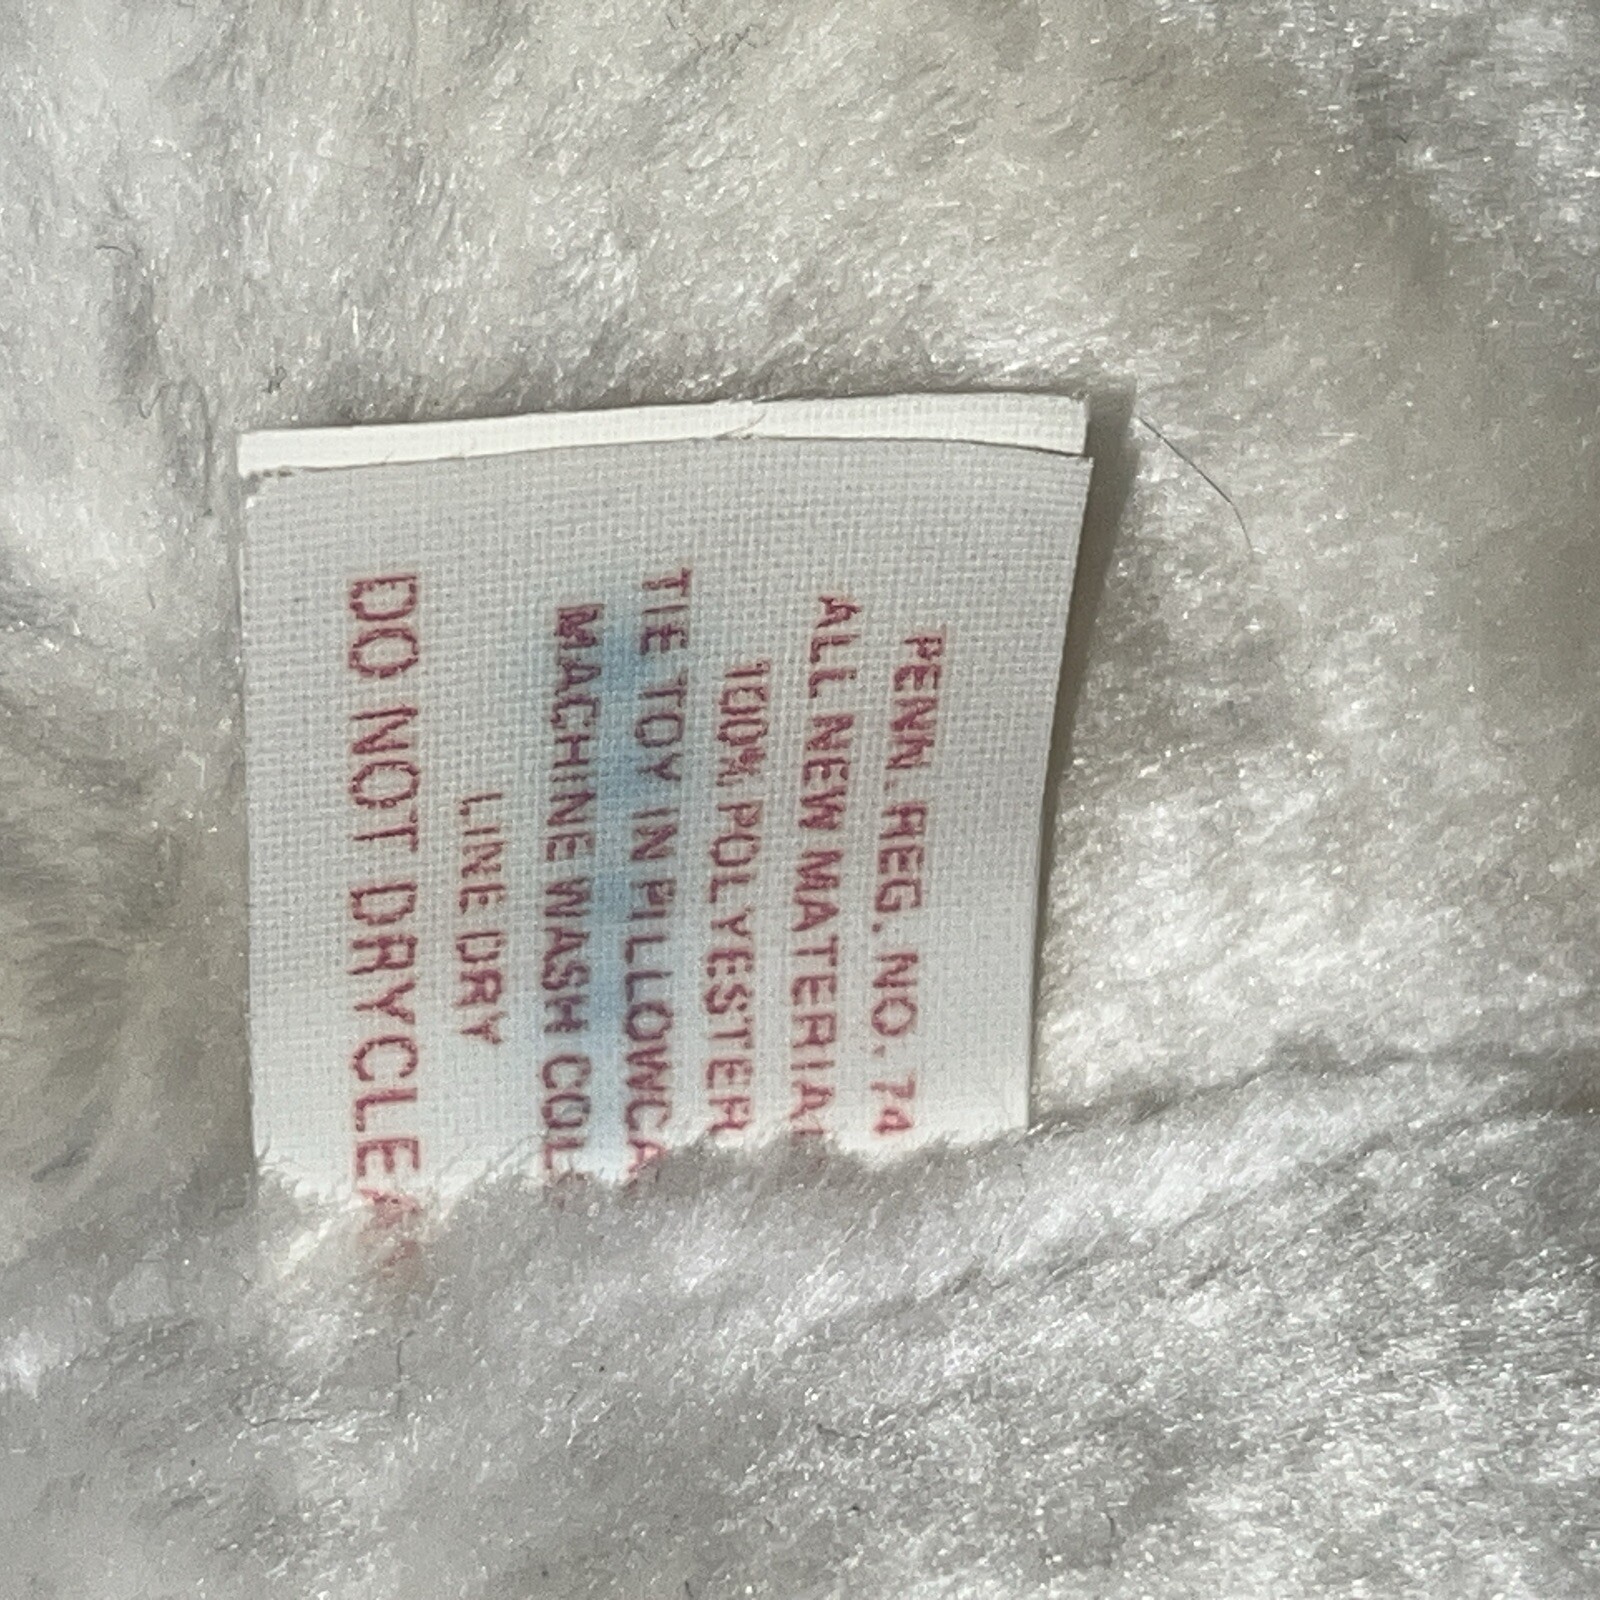 PENN. REG. NO. 74
ALL NEW MATERIAL
100% POLYESTER
TIE TOY IN PILLOWCA
MACHINE WASH COL
LINE DRY
DO NOT DRYCLEA